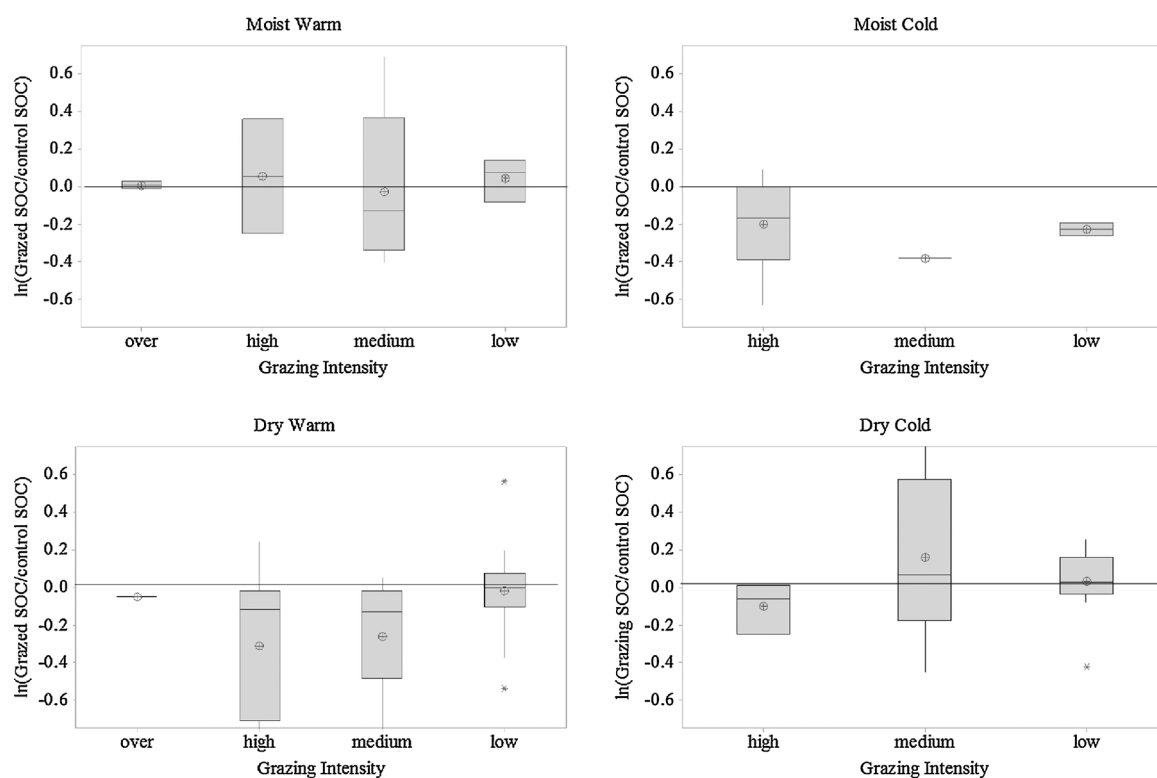 Moist Warm
ln(Grazed SOC/control SOC)
0.6
0.4
0.2
0.0
-0.2
-0.4
-0.6
over high medium low
Grazing Intensity
Moist Cold
ln(Grazed SOC/control SOC)
0.6
0.4
0.2
0.0
-0.2
-0.4
-0.6
high medium low
Grazing Intensity
Dry Warm
ln(Grazed SOC/control SOC)
0.6
0.4
0.2
0.0
-0.2
-0.4
-0.6
over high medium low
Grazing Intensity
Dry Cold
ln(Grazing SOC/control SOC)
0.6
0.4
0.2
0.0
-0.2
-0.4
-0.6
high medium low
Grazing Intensity